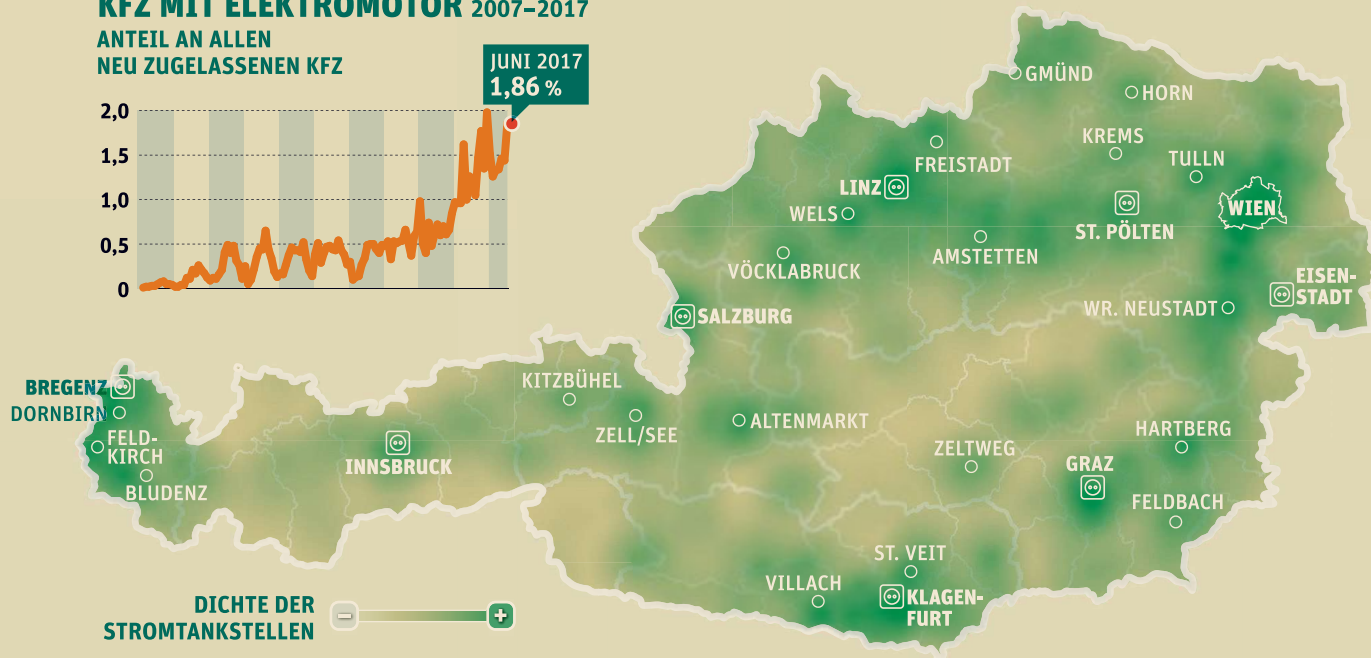 KFZ MIT ELEKTROMOTOR 2007–2017
ANTEIL AN ALLEN
NEU ZUGELASSENEN KFZ
JUNI 2017
1,86 %
2,0
1,5
1,0
0,5
0
GMÜND
HORN
KREMS
TULLN
FREISTADT
LINZ
WELS
WIEN
ST. PÖLTEN
AMSTETTEN
VÖCKLABRUCK
EISEN-
STADT
WR. NEUSTADT
SALZBURG
BREGENZ
DORNBIRN
FELD-
KIRCH
BLUDENZ
INNSBRUCK
KITZBÜHEL
ZELL/SEE
ALTENMARKT
ZELTWEG
HARTBERG
GRAZ
FELDBACH
ST. VEIT
VILLACH
KLAGEN-
FURT
DICHTE DER
STROMTANKSTELLEN
− +